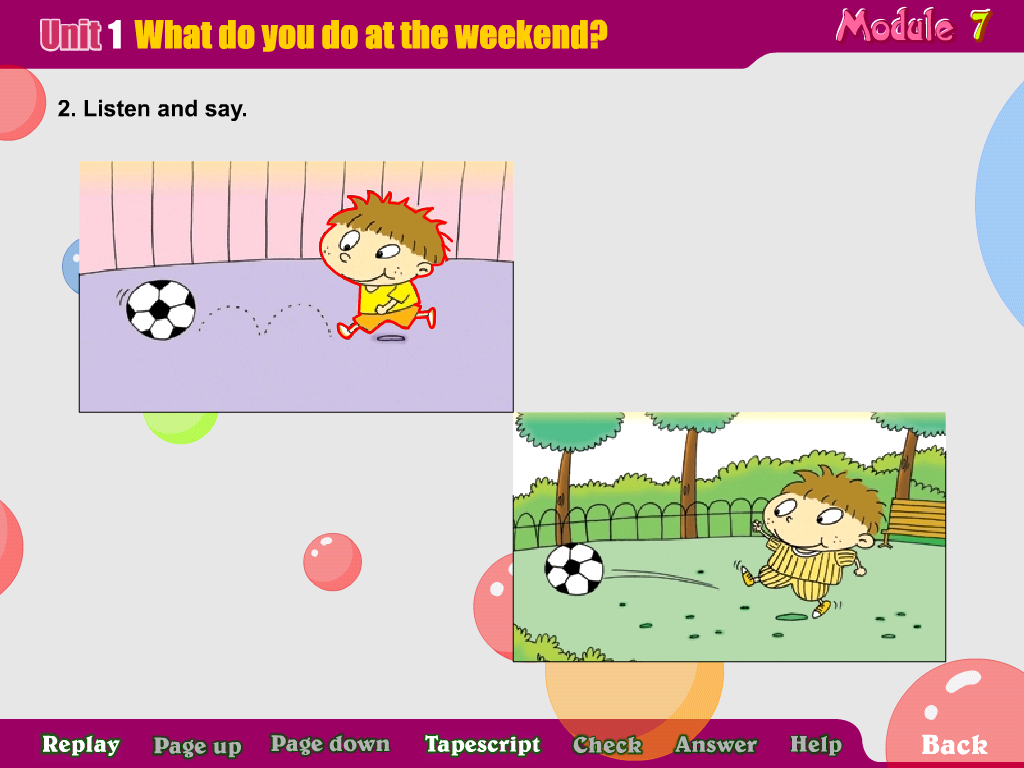 Unit 1 What do you do at the weekend?
Module 7
2. Listen and say.
Replay Page up Page down Tapescript Check Answer Help Back